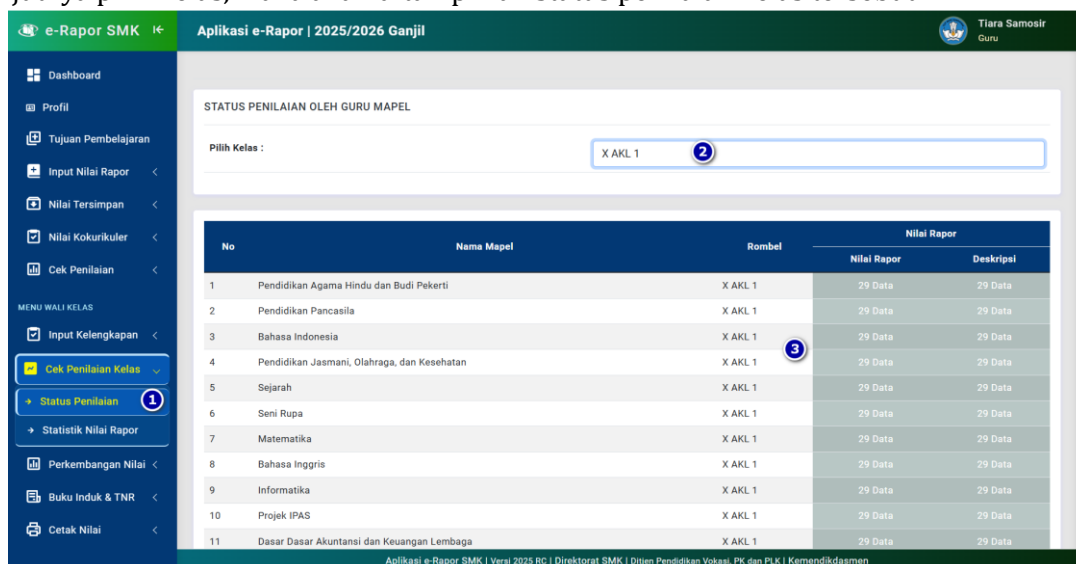 e-Rapor SMK
Aplikasi e-Rapor | 2025/2026 Ganjil
Tiara Samosir
Guru
Dashboard
Profil
Tujuan Pembelajaran
Input Nilai Rapor
Nilai Tersimpan
Nilai Kokurikuler
Cek Penilaian
MENU WALI KELAS
Input Kelengkapan
Cek Penilaian Kelas
Status Penilaian 1
Statistik Nilai Rapor
Perkembangan Nilai
Buku Induk & TNR
Cetak Nilai
STATUS PENILAIAN OLEH GURU MAPEL
Pilih Kelas : X AKL 1 2
No Nama Mapel Rombel Nilai Rapor
Nilai Rapor Deskripsi
1 Pendidikan Agama Hindu dan Budi Pekerti X AKL 1 29 Data 29 Data
2 Pendidikan Pancasila X AKL 1 29 Data 29 Data
3 Bahasa Indonesia X AKL 1 29 Data 29 Data
3
4 Pendidikan Jasmani, Olahraga, dan Kesehatan X AKL 1 29 Data 29 Data
5 Sejarah X AKL 1 29 Data 29 Data
6 Seni Rupa X AKL 1 29 Data 29 Data
7 Matematika X AKL 1 29 Data 29 Data
8 Bahasa Inggris X AKL 1 29 Data 29 Data
9 Informatika X AKL 1 29 Data 29 Data
10 Projek IPAS X AKL 1 29 Data 29 Data
11 Dasar Dasar Akuntansi dan Keuangan Lembaga X AKL 1 29 Data 29 Data
Aplikasi e-Rapor SMK | Versi 2025 RC | Direktorat SMK | Ditjen Pendidikan Vokasi, PK dan PLK | Kemendikdasmen